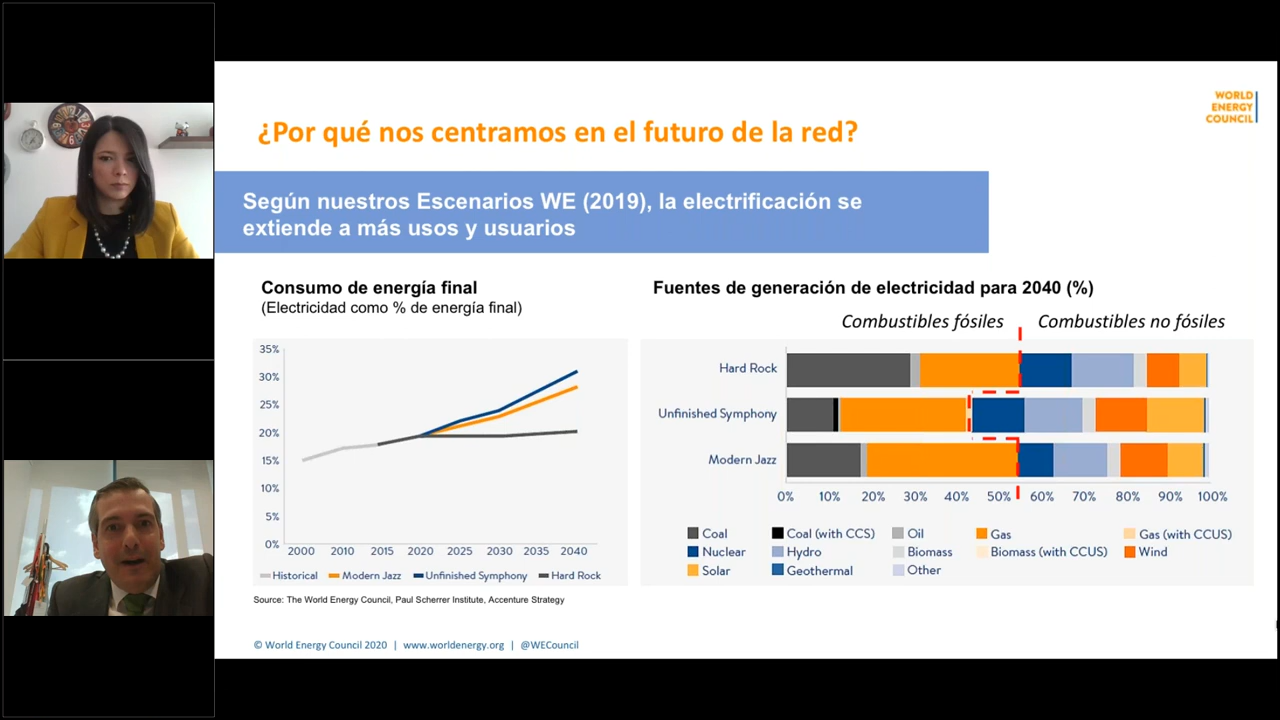 WORLD
ENERGY
COUNCIL
¿Por qué nos centramos en el futuro de la red?
Según nuestros Escenarios WE (2019), la electrificación se
extiende a más usos y usuarios
Consumo de energía final
(Electricidad como % de energía final)
35%
30%
25%
20%
15%
10%
5%
0%
2000 2010 2015 2020 2025 2030 2035 2040
Historical Modern Jazz Unfinished Symphony Hard Rock
Fuentes de generación de electricidad para 2040 (%)
Combustibles fósiles Combustibles no fósiles
Hard Rock
Unfinished Symphony
Modern Jazz
0% 10% 20% 30% 40% 50% 60% 70% 80% 90% 100%
Coal Coal (with CCS) Oil Gas Gas (with CCUS)
Nuclear Hydro Biomass Biomass (with CCUS) Wind
Solar Geothermal Other
Source: The World Energy Council, Paul Scherrer Institute, Accenture Strategy
© World Energy Council 2020 | www.worldenergy.org | @WECouncil